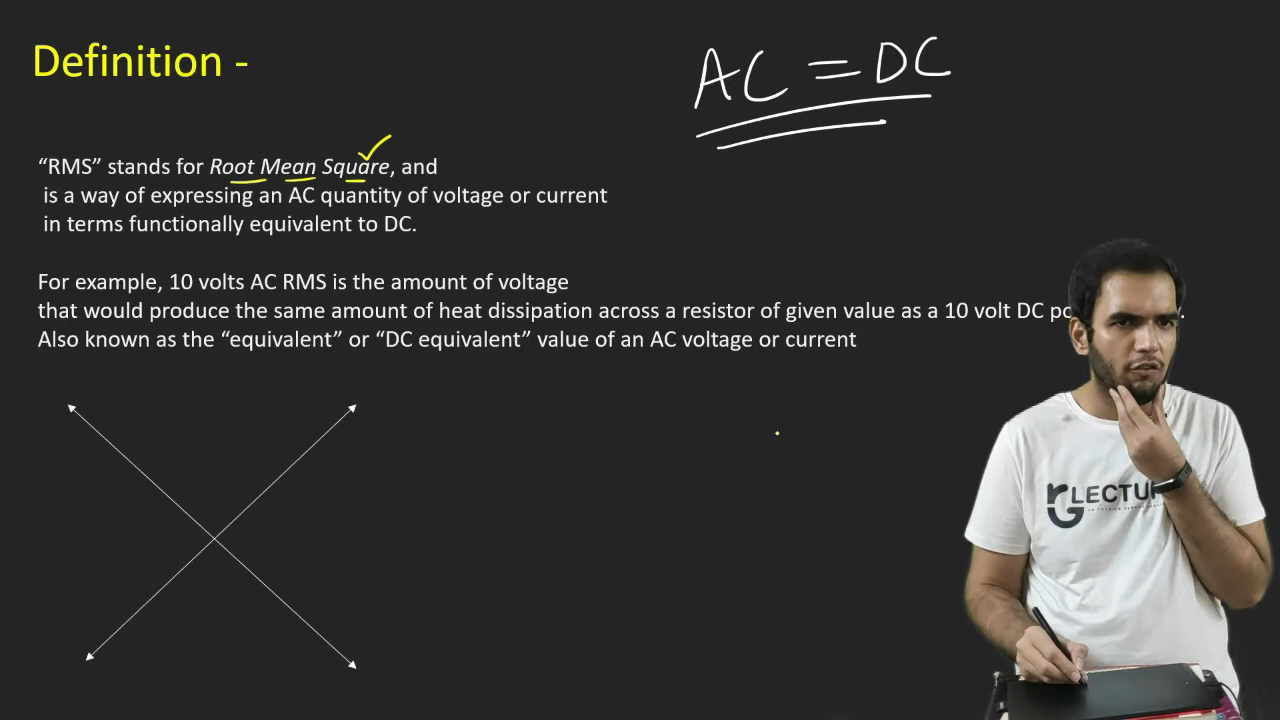 Definition -
AC = DC
“RMS” stands for Root Mean Square, and
is a way of expressing an AC quantity of voltage or current
in terms functionally equivalent to DC.
For example, 10 volts AC RMS is the amount of voltage
that would produce the same amount of heat dissipation across a resistor of given value as a 10 volt DC
Also known as the “equivalent” or “DC equivalent” value of an AC voltage or current
rG LECTUR